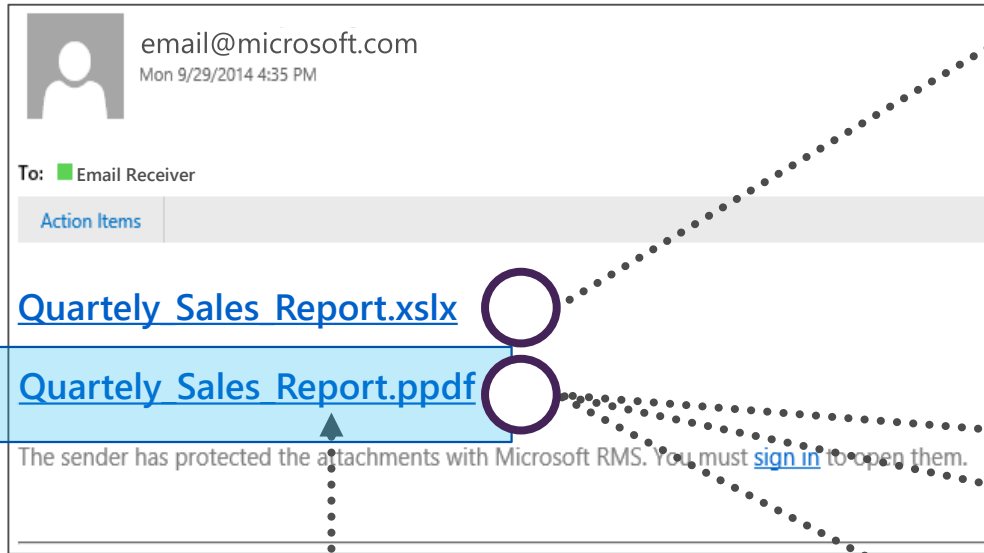 email@microsoft.com
Mon 9/29/2014 4:35 PM
To: Email Receiver
Action Items
Quartely_Sales_Report.xslx
Quartely_Sales_Report.ppdf
The sender has protected the attachments with Microsoft RMS. You must sign in to open them.